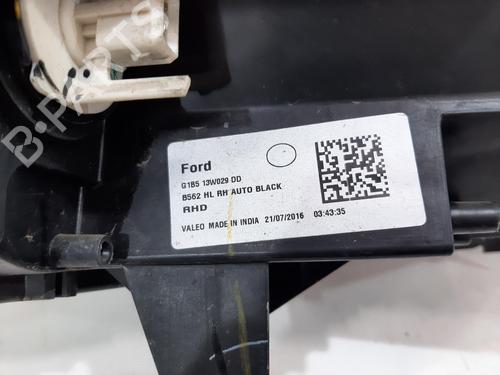 B-PARTS
Ford
G1B5 13W029 DD
B562 HL RH AUTO BLACK
RHD
VALEO MADE IN INDIA 21/07/2016 03:43:35